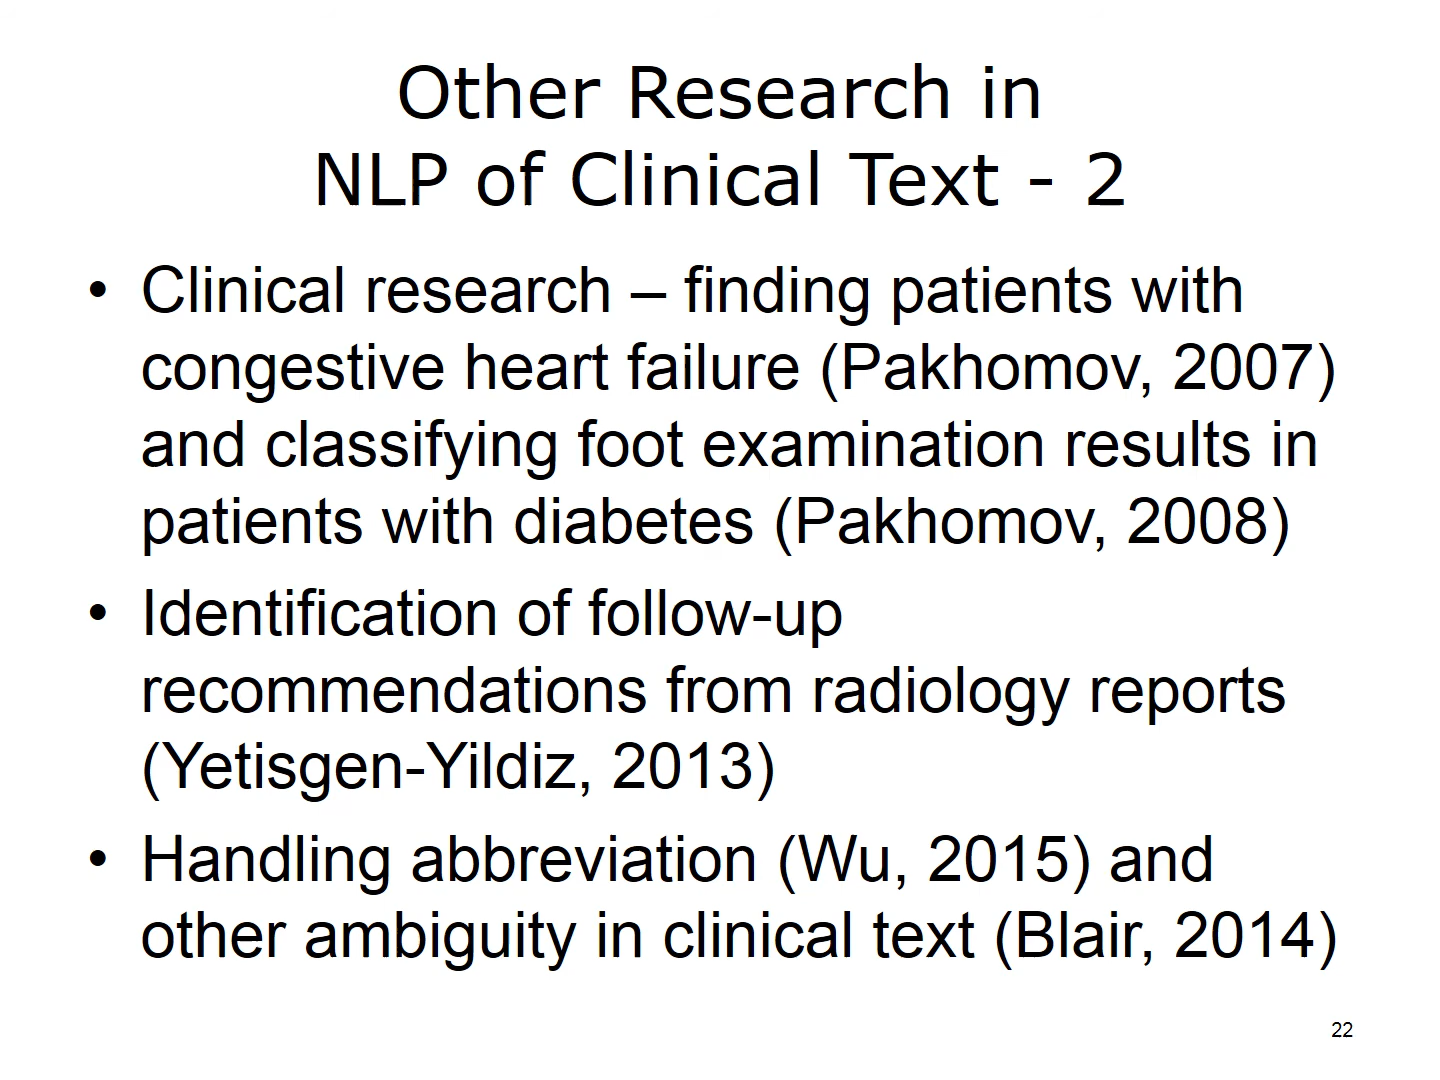 Other Research in
NLP of Clinical Text - 2
• Clinical research – finding patients with
congestive heart failure (Pakhomov, 2007)
and classifying foot examination results in
patients with diabetes (Pakhomov, 2008)
• Identification of follow-up
recommendations from radiology reports
(Yetisgen-Yildiz, 2013)
• Handling abbreviation (Wu, 2015) and
other ambiguity in clinical text (Blair, 2014)
22